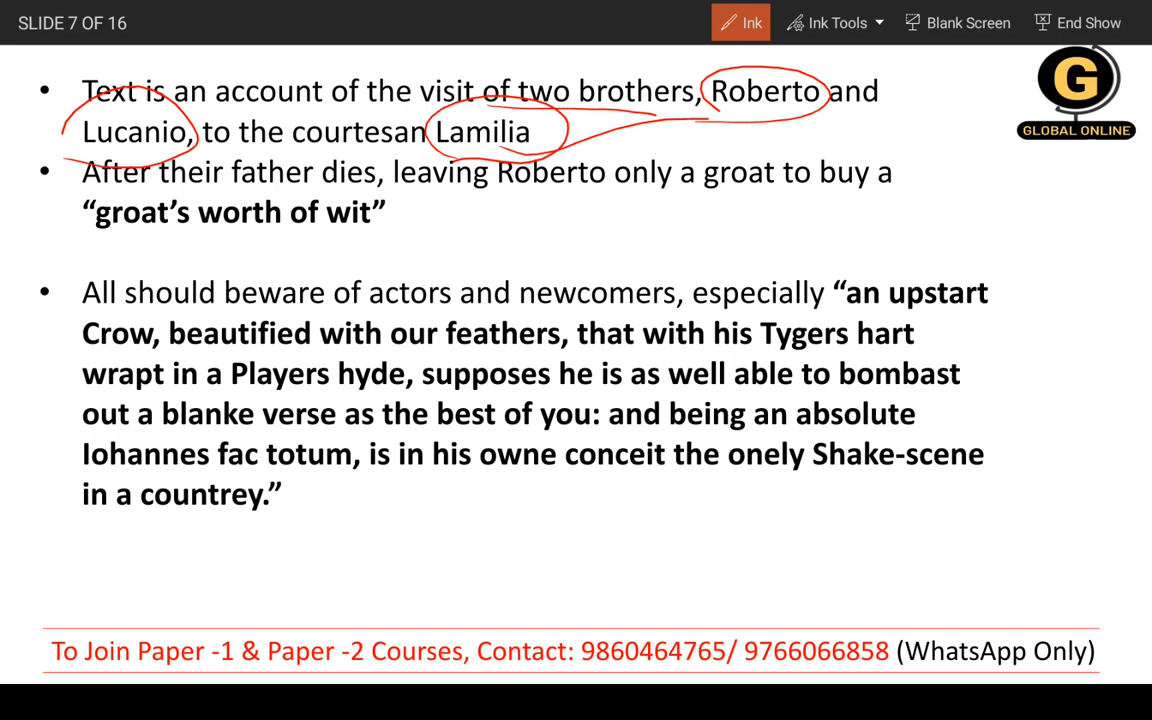 SLIDE 7 OF 16
Ink
Ink Tools
Blank Screen
End Show
G
GLOBAL ONLINE
• Text is an account of the visit of two brothers, Roberto and
Lucanio, to the courtesan Lamilia
• After their father dies, leaving Roberto only a groat to buy a
“groat’s worth of wit”
• All should beware of actors and newcomers, especially “an upstart
Crow, beautified with our feathers, that with his Tygers hart
wrapt in a Players hyde, supposes he is as well able to bombast
out a blanke verse as the best of you: and being an absolute
Iohannes fac totum, is in his owne conceit the onely Shake-scene
in a countrey.”
To Join Paper -1 & Paper -2 Courses, Contact: 9860464765/ 9766066858 (WhatsApp Only)